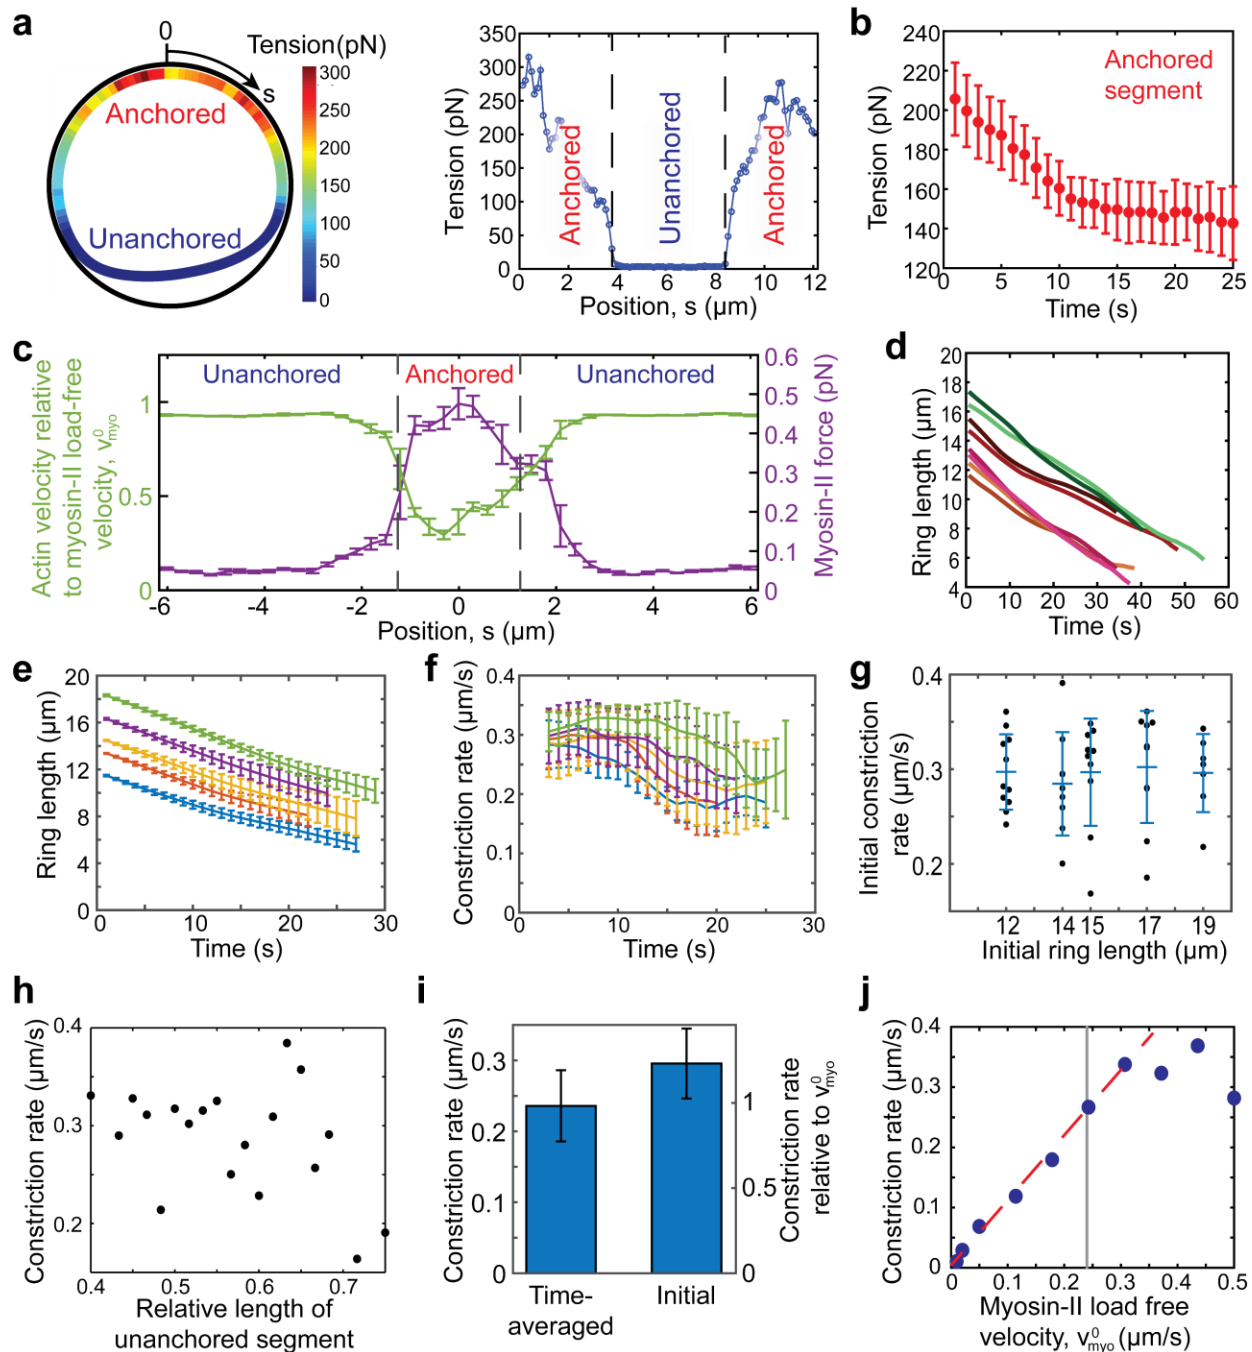 a
0
Tension(pN)
s
Anchored
Unanchored
300
250
200
150
100
50
0
Tension (pN)
350
300
250
200
150
100
50
0
Anchored
Unanchored
Anchored
2
4
6
8
10
12
Position, s (μm)
b
Tension (pN)
240
220
200
180
160
140
120
Anchored
segment
0
5
10
15
20
25
Time (s)
c
Actin velocity relative
to myosin-II load-free
velocity, v⁰myo
1
0.5
0
Unanchored
Anchored
Unanchored
0.6
0.5
0.4
0.3
0.2
0.1
0
Myosin-II force (pN)
-6
-4
-2
0
2
4
6
Position, s (μm)
d
Ring length (μm)
20
18
16
14
12
10
8
6
4
0
10
20
30
40
50
60
Time (s)
e
Ring length (μm)
20
16
12
8
4
0
0
10
20
30
Time (s)
f
Constriction rate (μm/s)
0.4
0.3
0.2
0.1
0
0
10
20
30
Time (s)
g
Initial constriction
rate (μm/s)
0.4
0.3
0.2
12
14
15
17
19
Initial ring length (μm)
h
Constriction rate (μm/s)
0.4
0.3
0.2
0.4
0.5
0.6
0.7
Relative length of
unanchored segment
i
Constriction rate (μm/s)
0.3
0.2
0.1
0
1
0.5
0
Constriction rate
relative to v⁰myo
Time-
averaged
Initial
j
Constriction rate (μm/s)
0.4
0.3
0.2
0.1
0
0
0.1
0.2
0.3
0.4
0.5
Myosin-II load free
velocity, v⁰myo (μm/s)